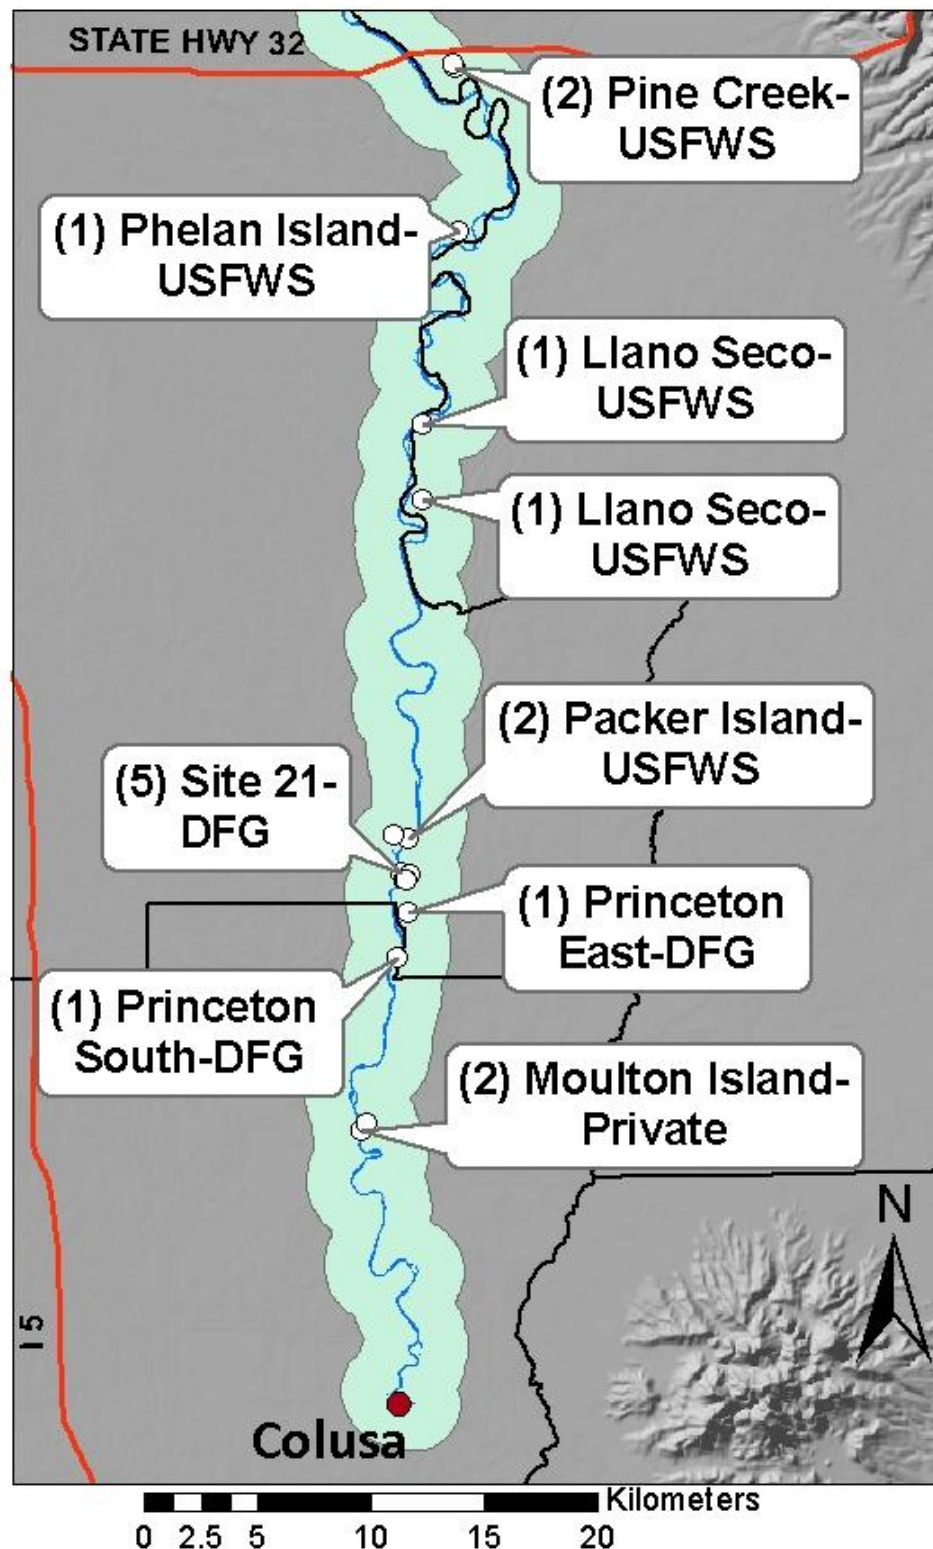 STATE HWY 32
(2) Pine Creek-
USFWS
(1) Phelan Island-
USFWS
(1) Llano Seco-
USFWS
(1) Llano Seco-
USFWS
(2) Packer Island-
USFWS
(5) Site 21-
DFG
(1) Princeton
East-DFG
(1) Princeton
South-DFG
(2) Moulton Island-
Private
N
I 5
Colusa
Kilometers
0 2.5 5 10 15 20